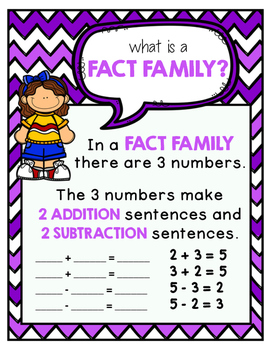 what is a
FACT FAMILY?
In a FACT FAMILY
there are 3 numbers.
The 3 numbers make
2 ADDITION sentences and
2 SUBTRACTION sentences.
____ + ____ = ____ 2 + 3 = 5
____ + ____ = ____ 3 + 2 = 5
____ - ____ = ____ 5 - 3 = 2
____ - ____ = ____ 5 - 2 = 3